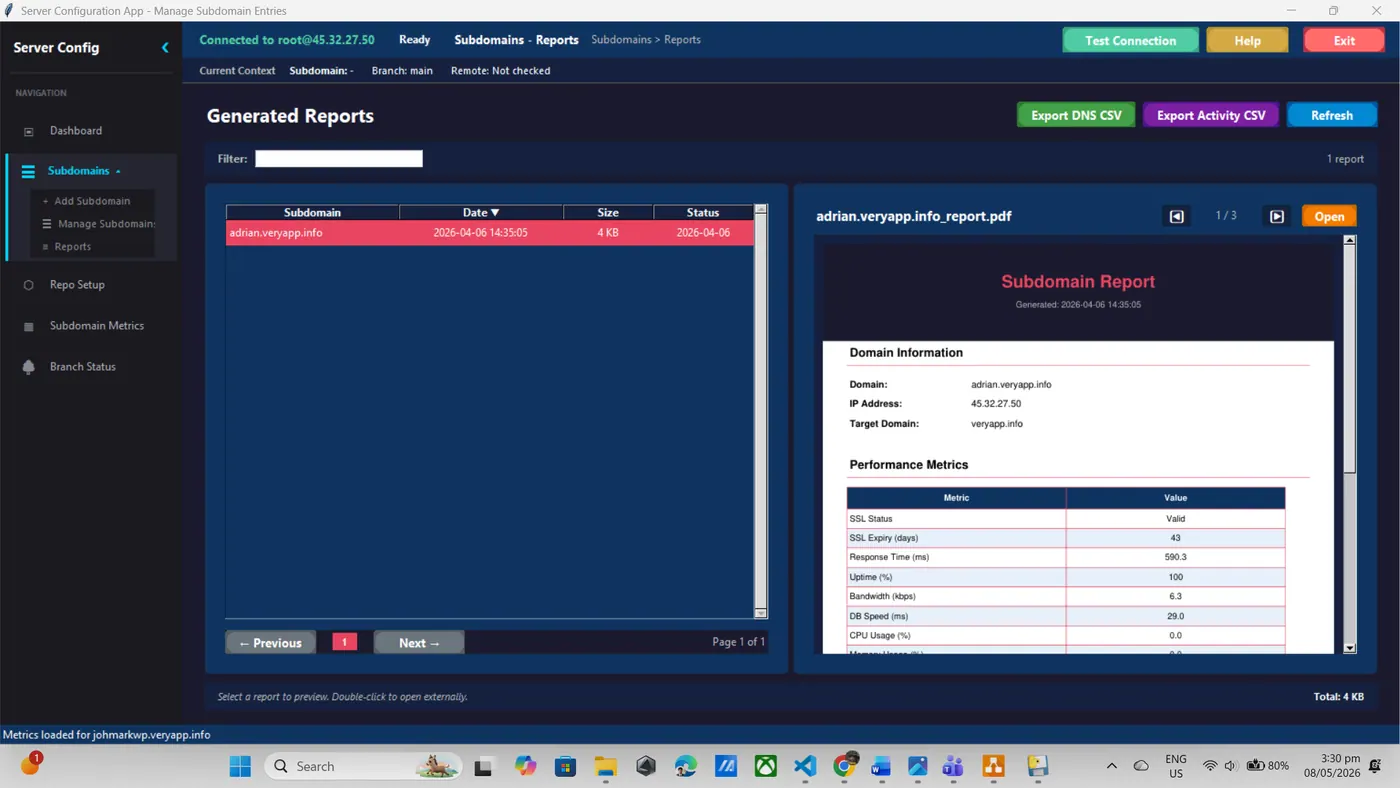 Server Configuration App - Manage Subdomain Entries
Server Config
Connected to root@45.32.27.50 Ready Subdomains - Reports Subdomains > Reports
Test Connection Help Exit
Current Context Subdomain: - Branch: main Remote: Not checked
NAVIGATION
Dashboard
Subdomains
+ Add Subdomain
Manage Subdomain
Reports
Repo Setup
Subdomain Metrics
Branch Status
Generated Reports
Export DNS CSV Export Activity CSV Refresh
Filter:
1 report
Subdomain Date ▼ Size Status
adrian.veryapp.info 2026-04-06 14:35:05 4 KB 2026-04-06
← Previous 1 Next → Page 1 of 1
adrian.veryapp.info_report.pdf 1 / 3 Open
Subdomain Report
Generated: 2026-04-06 14:35:05
Domain Information
Domain: adrian.veryapp.info
IP Address: 45.32.27.50
Target Domain: veryapp.info
Performance Metrics
Metric Value
SSL Status Valid
SSL Expiry (days) 43
Response Time (ms) 590.3
Uptime (%) 100
Bandwidth (kbps) 6.3
DB Speed (ms) 29.0
CPU Usage (%) 0.0
Select a report to preview. Double-click to open externally.
Total: 4 KB
Metrics loaded for johmarkwp.veryapp.info
1
Search
ENG
US
80%
3:30 pm
08/05/2026